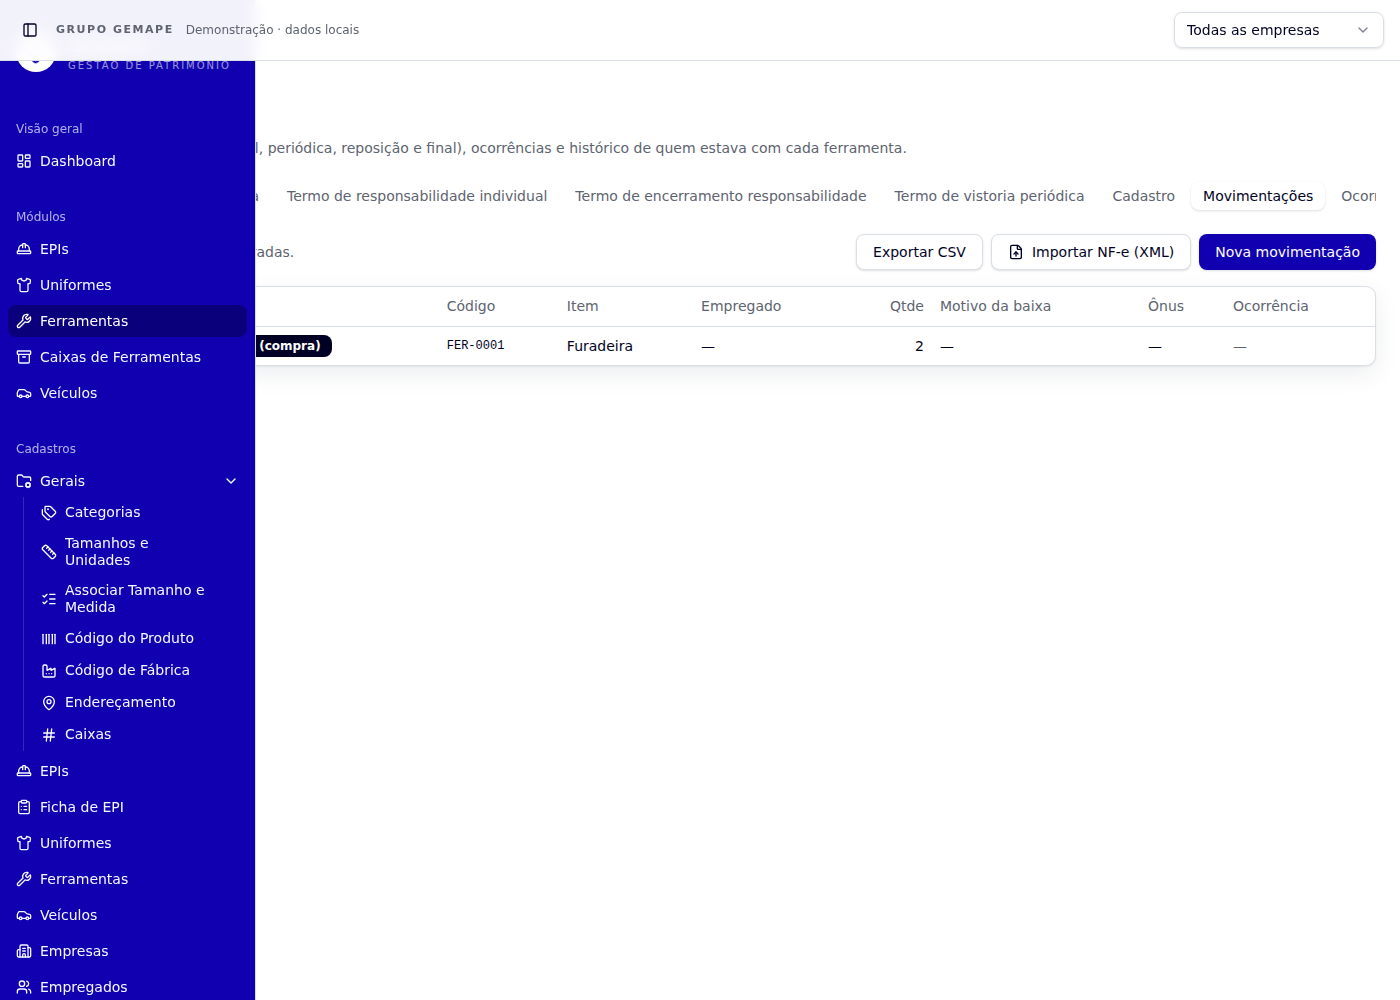 GRUPO GEMAPE Demonstração · dados locais Todas as empresas
GESTÃO DE PATRIMÔNIO
Visão geral
Dashboard
Módulos
EPIs
Uniformes
Ferramentas
Caixas de Ferramentas
Veículos
Cadastros
Gerais
Categorias
Tamanhos e
Unidades
Associar Tamanho e
Medida
Código do Produto
Código de Fábrica
Endereçamento
Caixas
EPIs
Ficha de EPI
Uniformes
Ferramentas
Veículos
Empresas
Empregados
l, periódica, reposição e final), ocorrências e histórico de quem estava com cada ferramenta.
a Termo de responsabilidade individual Termo de encerramento responsabilidade Termo de vistoria periódica Cadastro Movimentações Ocorr
adas. Exportar CSV Importar NF-e (XML) Nova movimentação
Código Item Empregado Qtde Motivo da baixa Ônus Ocorrência
(compra) FER-0001 Furadeira — 2 — — —